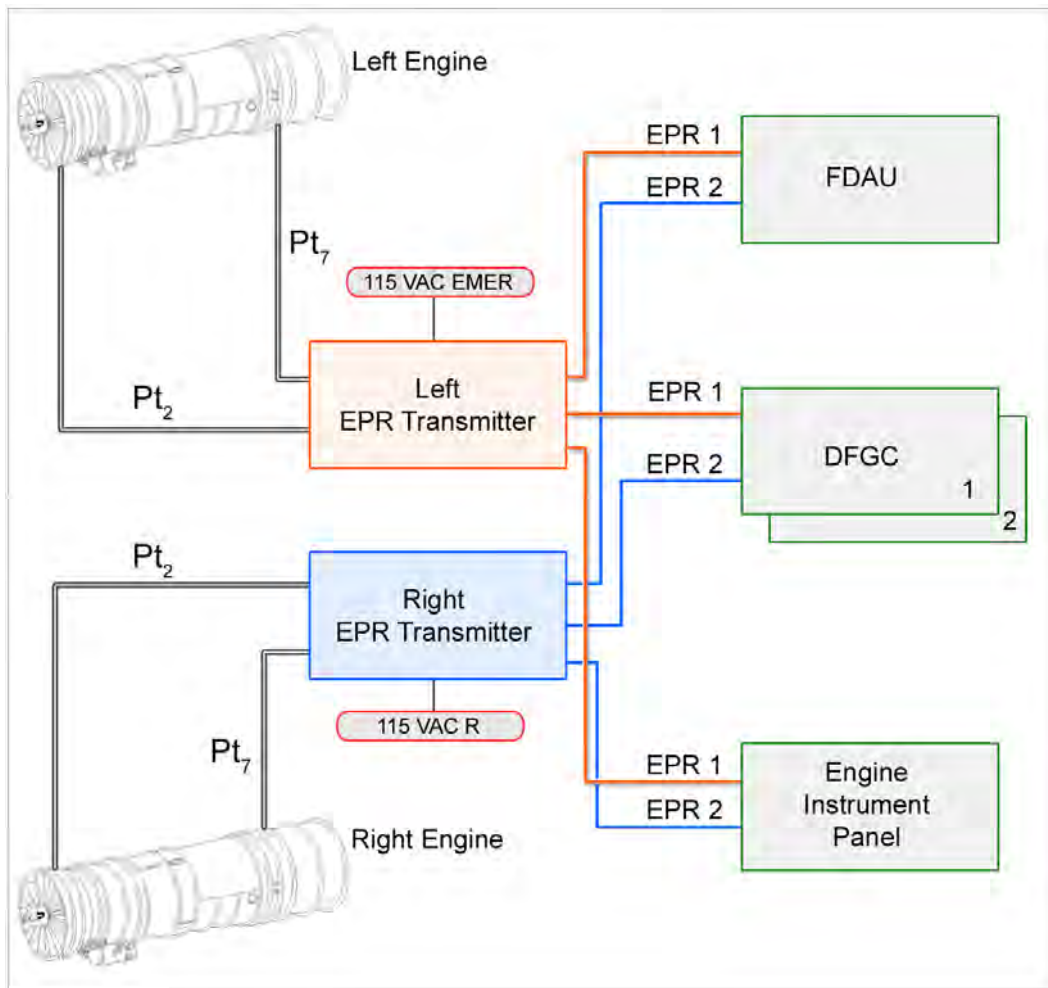 Left Engine
EPR 1
FDAU
EPR 2
Pt7
115 VAC EMER
Left
EPR Transmitter
Pt2
EPR 1
DFGC
EPR 2
1
2
Pt2
Right
EPR Transmitter
115 VAC R
Pt7
EPR 1
EPR 2
Engine
Instrument
Panel
Right Engine